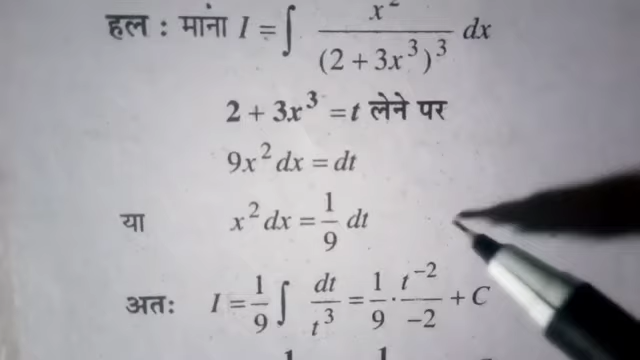 हल : मांना I = ∫ x² / (2 + 3x³)³ dx
2 + 3x³ = t लेने पर
9x² dx = dt
या x² dx = 1/9 dt
अतः I = 1/9 ∫ dt / t³ = 1/9 · t⁻² / −2 + C